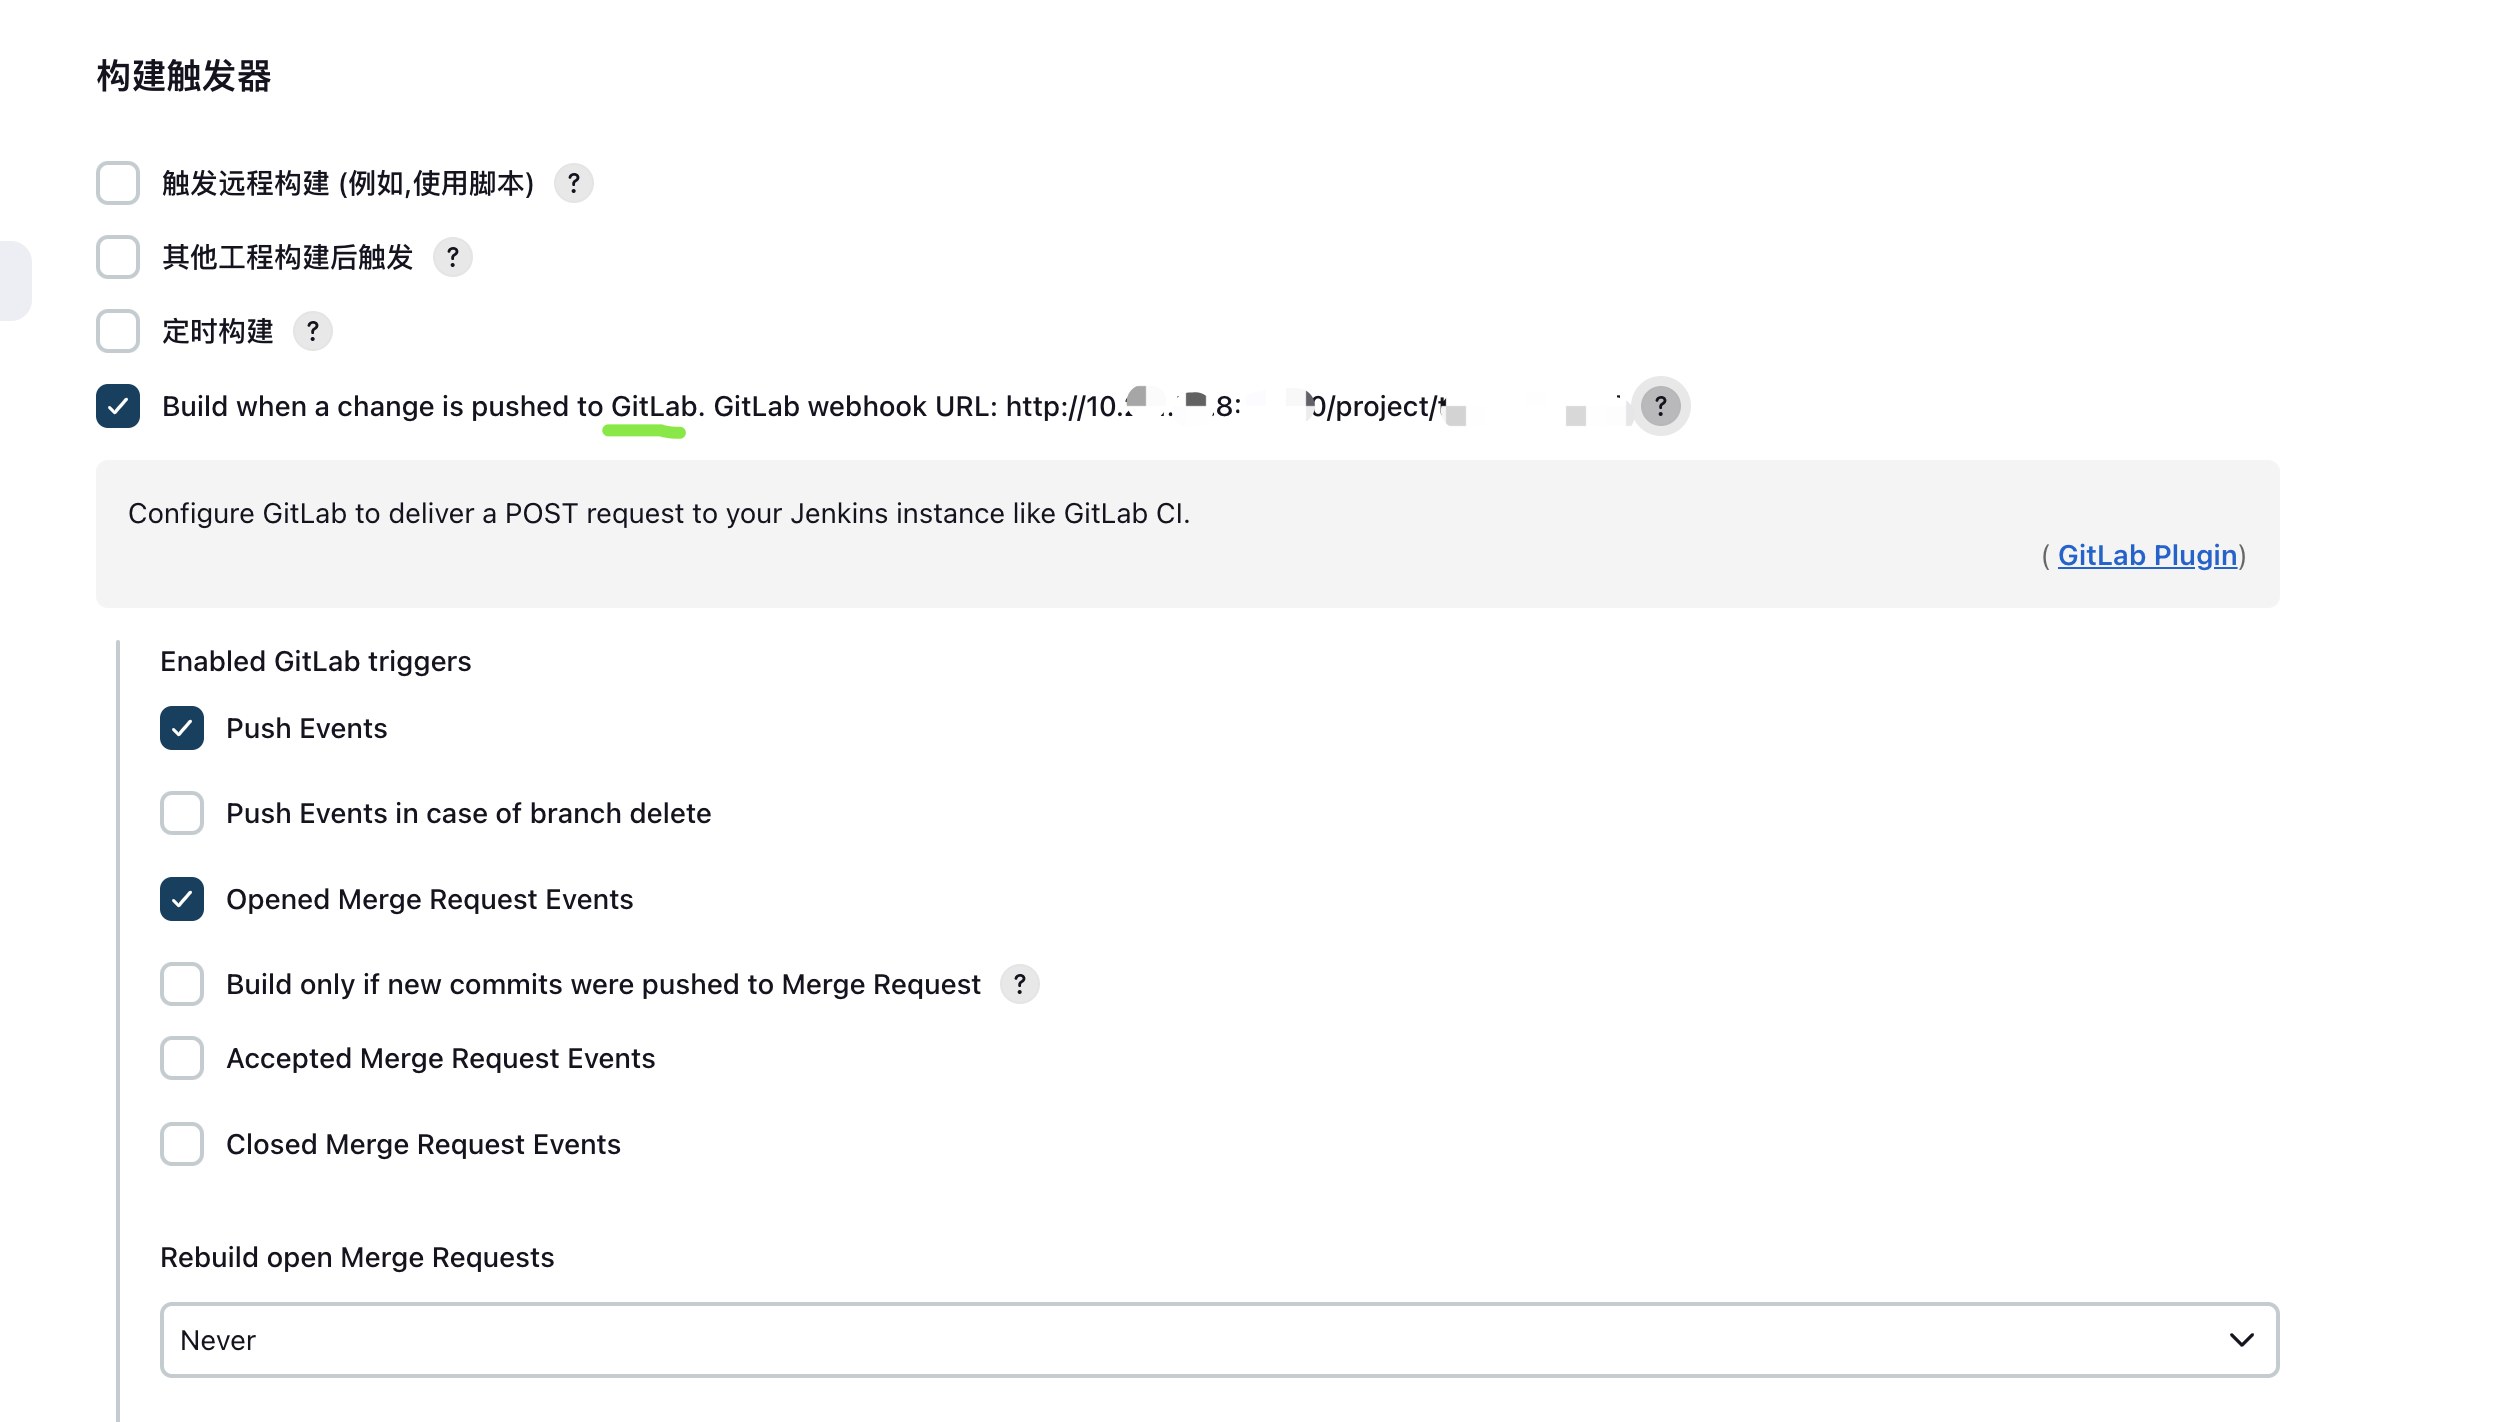 构建触发器
触发远程构建 (例如,使用脚本) ?
其他工程构建后触发 ?
定时构建 ?
Build when a change is pushed to GitLab. GitLab webhook URL: http://10. 8: 0/project/t ?
Configure GitLab to deliver a POST request to your Jenkins instance like GitLab CI.
( GitLab Plugin)
Enabled GitLab triggers
Push Events
Push Events in case of branch delete
Opened Merge Request Events
Build only if new commits were pushed to Merge Request ?
Accepted Merge Request Events
Closed Merge Request Events
Rebuild open Merge Requests
Never